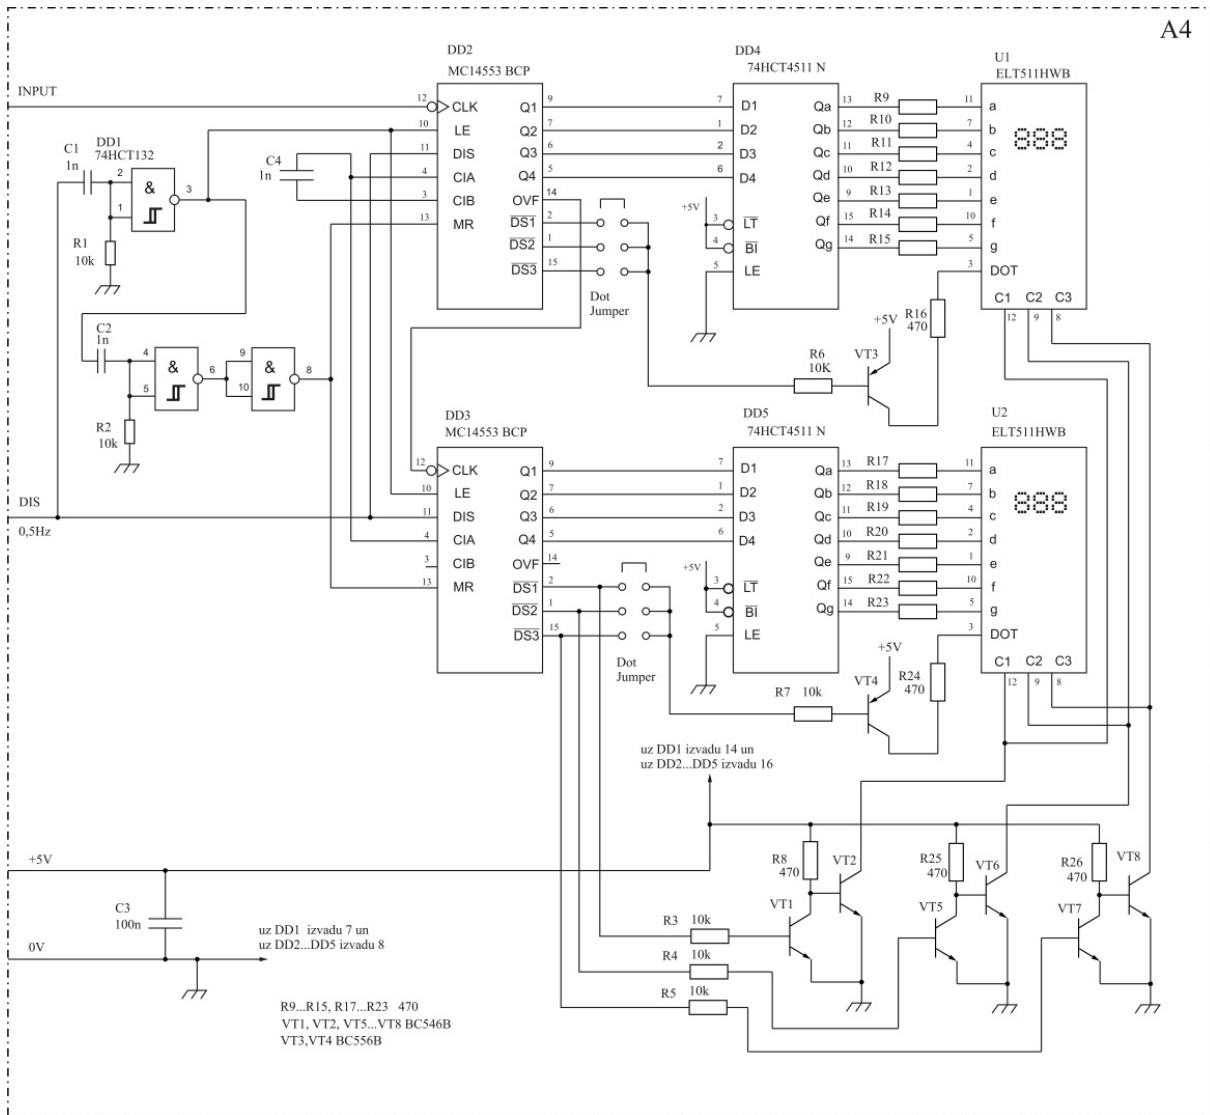 A4
INPUT
DD2
MC14553 BCP
12
CLK
10
LE
11
DIS
4
CIA
3
CIB
13
MR
Q1
9
Q2
7
Q3
6
Q4
5
OVF
14
DS1
2
DS2
1
DS3
15
C1
1n
DD1
74HCT132
2
1
&
3
R1
10k
C4
1n
C2
1n
4
5
&
6
9
10
&
8
R2
10k
Dot
Jumper
DD4
74HCT4511 N
7
D1
1
D2
2
D3
6
D4
+5V
3
LT
4
BI
5
LE
Qa
13
R9
Qb
12
R10
Qc
11
R11
Qd
10
R12
Qe
9
R13
Qf
15
R14
Qg
14
R15
U1
ELT511HWB
11
a
7
b
4
c
2
d
1
e
10
f
5
g
3
DOT
888
C1 C2 C3
12 9 8
R16
470
+5V
R6
10K
VT3
DD3
MC14553 BCP
12
CLK
10
LE
11
DIS
4
CIA
3
CIB
13
MR
Q1
9
Q2
7
Q3
6
Q4
5
OVF
14
DS1
2
DS2
1
DS3
15
DIS
0,5Hz
Dot
Jumper
DD5
74HCT4511 N
7
D1
1
D2
2
D3
6
D4
+5V
3
LT
4
BI
5
LE
Qa
13
R17
Qb
12
R18
Qc
11
R19
Qd
10
R20
Qe
9
R21
Qf
15
R22
Qg
14
R23
U2
ELT511HWB
11
a
7
b
4
c
2
d
1
e
10
f
5
g
3
DOT
888
C1 C2 C3
12 9 8
+5V
R24
470
R7 10k
VT4
uz DD1 izvadu 14 un
uz DD2...DD5 izvadu 16
+5V
C3
100n
0V
uz DD1 izvadu 7 un
uz DD2...DD5 izvadu 8
R8
470
VT2
VT1
R25
470
VT6
VT5
R26
470
VT8
VT7
R3 10k
R4 10k
R5 10k
R9...R15, R17...R23 470
VT1, VT2, VT5...VT8 BC546B
VT3,VT4 BC556B